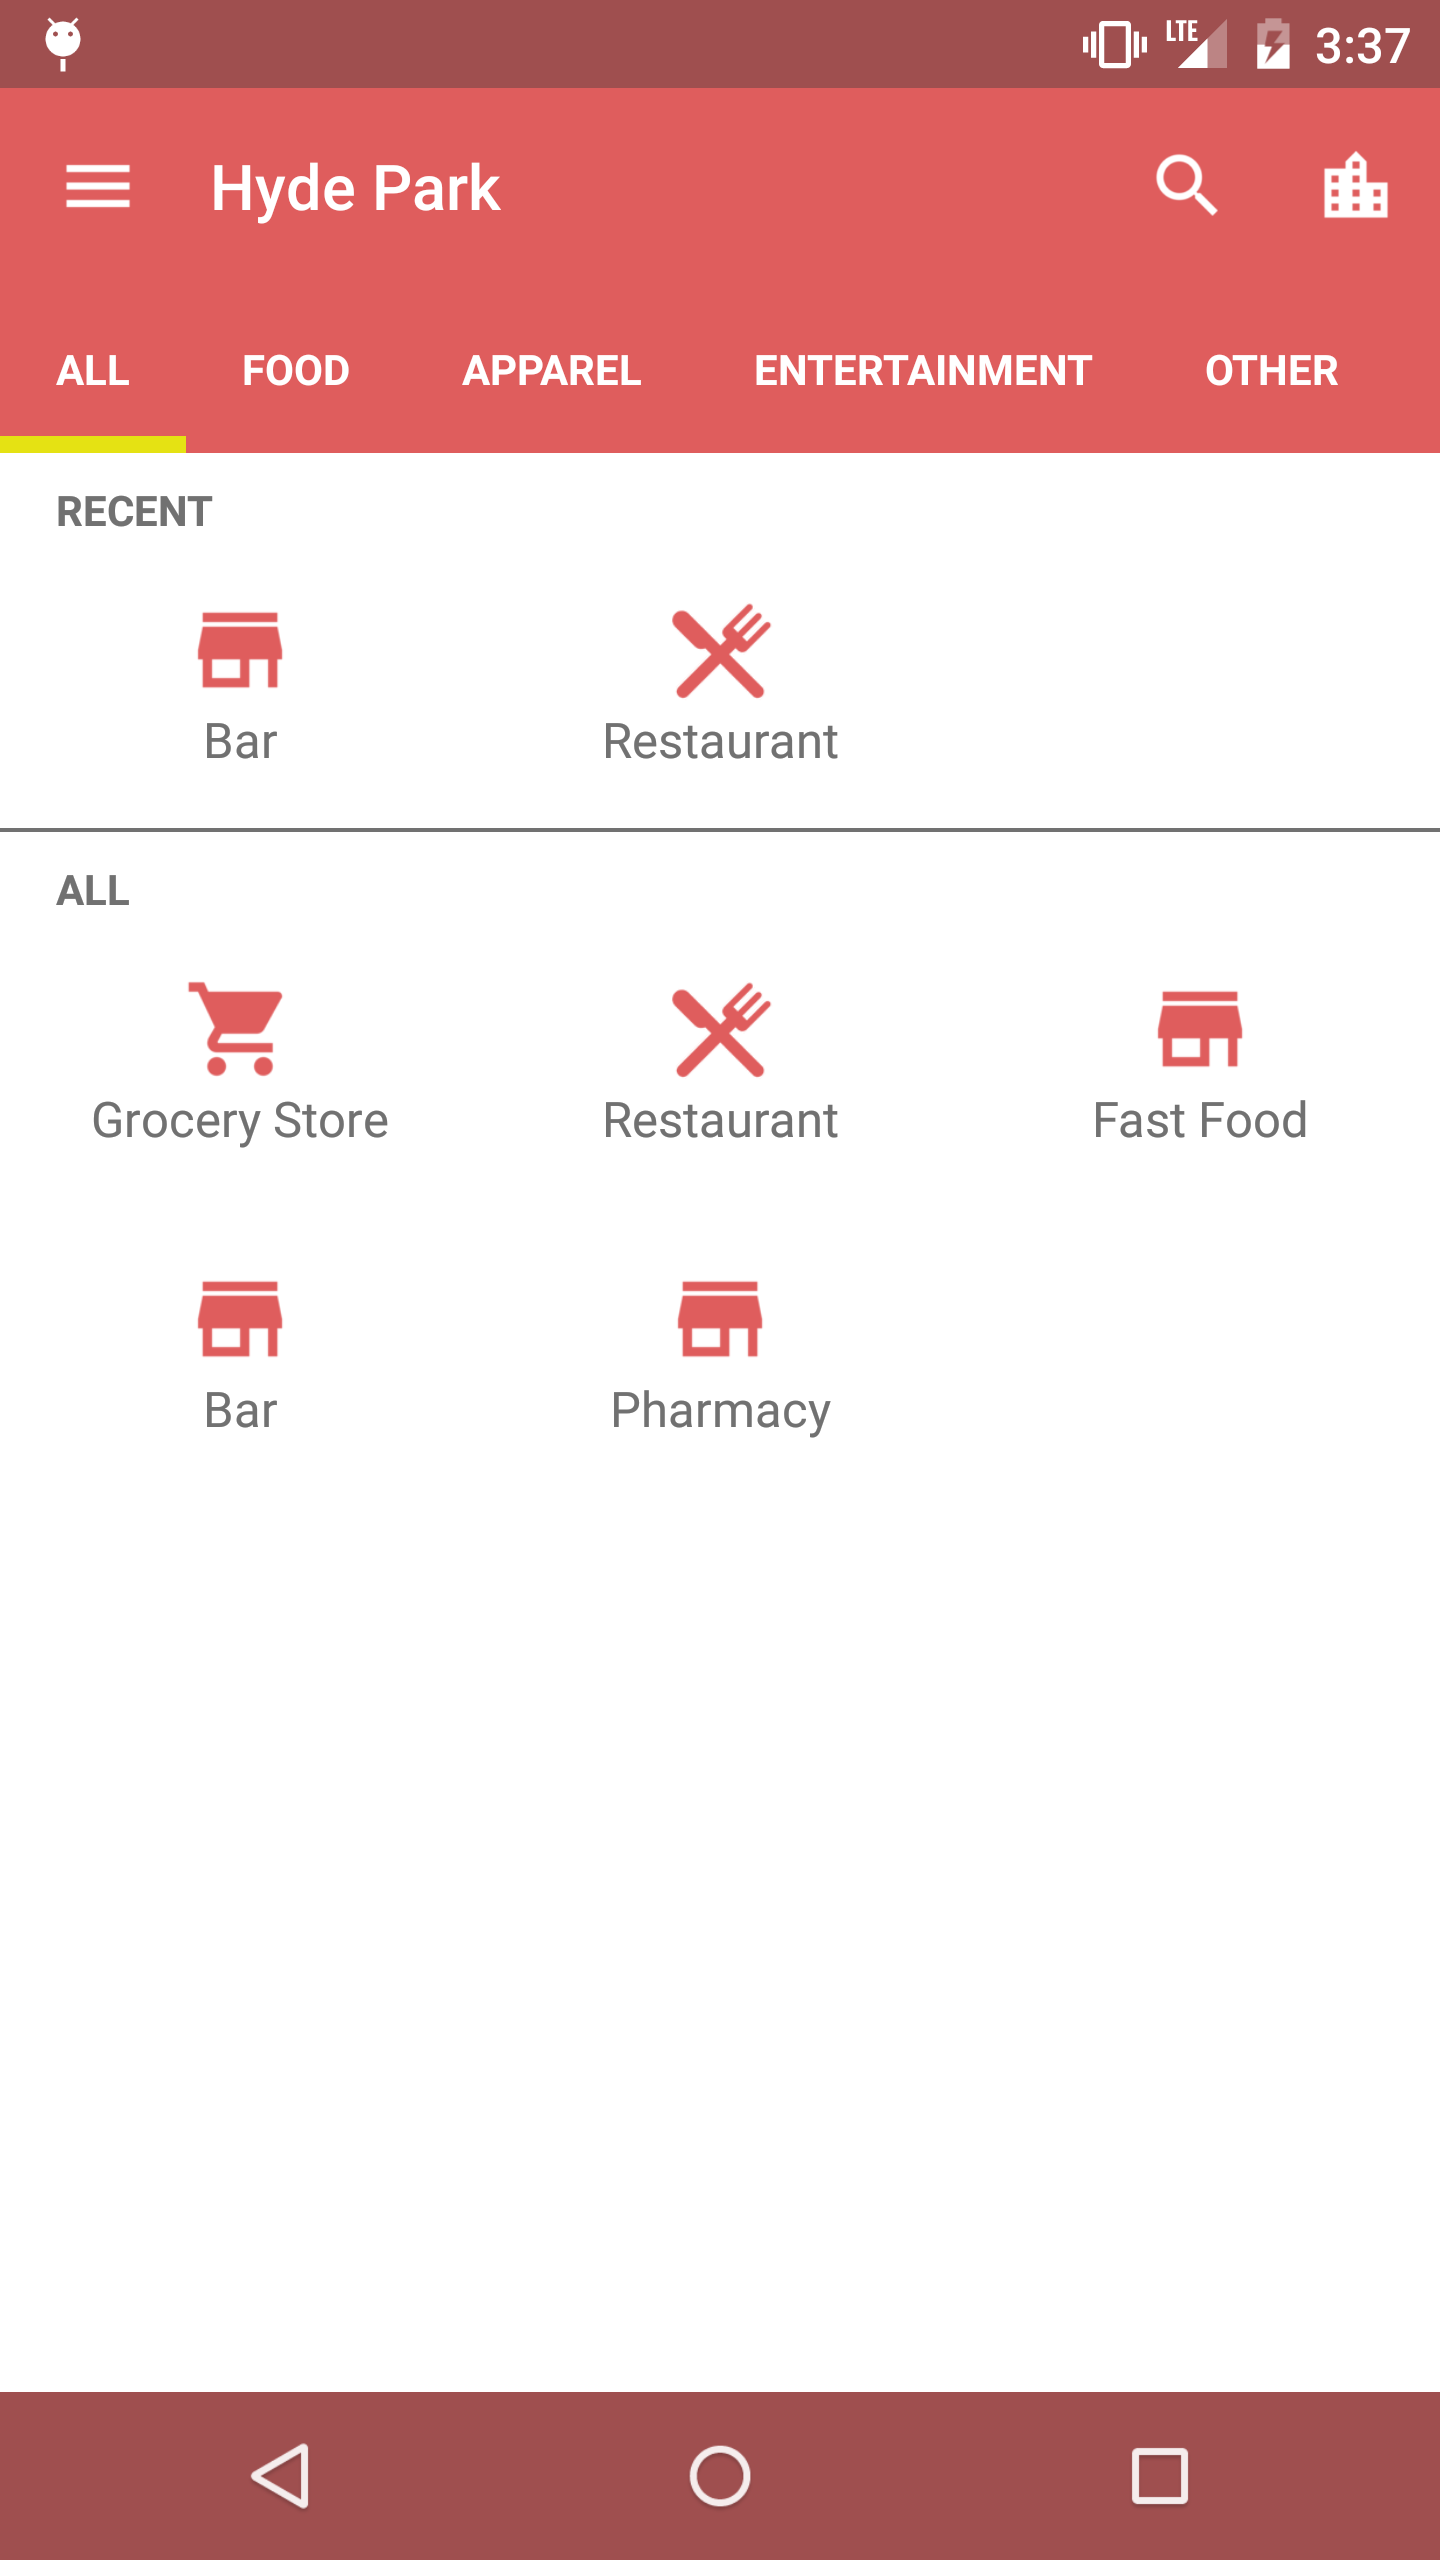 LTE 3:37
Hyde Park
ALL FOOD APPAREL ENTERTAINMENT OTHER
RECENT
Bar Restaurant
ALL
Grocery Store Restaurant Fast Food
Bar Pharmacy